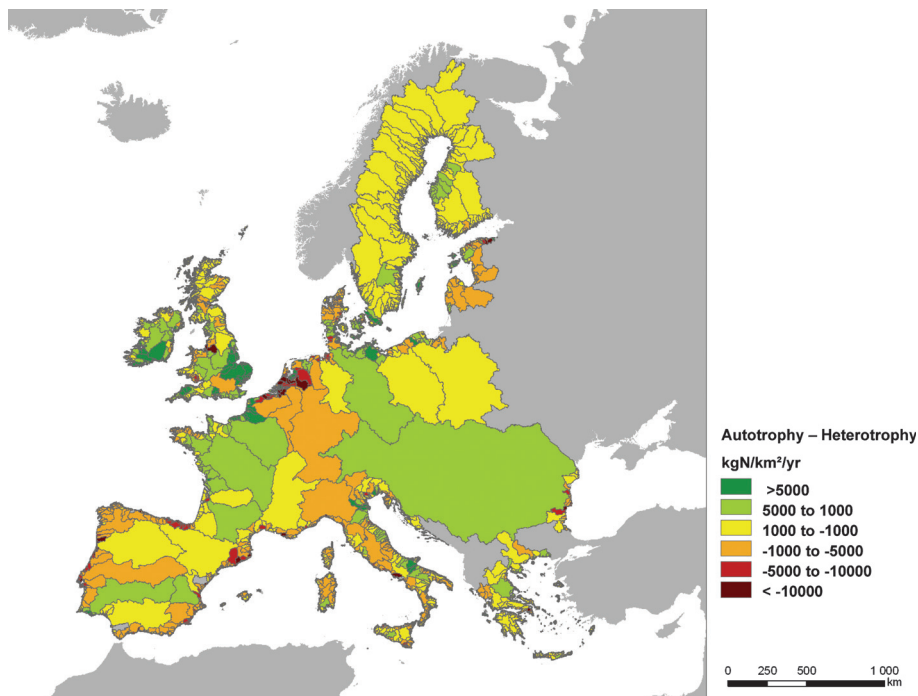 Autotrophy – Heterotrophy
kgN/km²/yr
>5000
5000 to 1000
1000 to -1000
-1000 to -5000
-5000 to -10000
< -10000
0 250 500 1 000
km